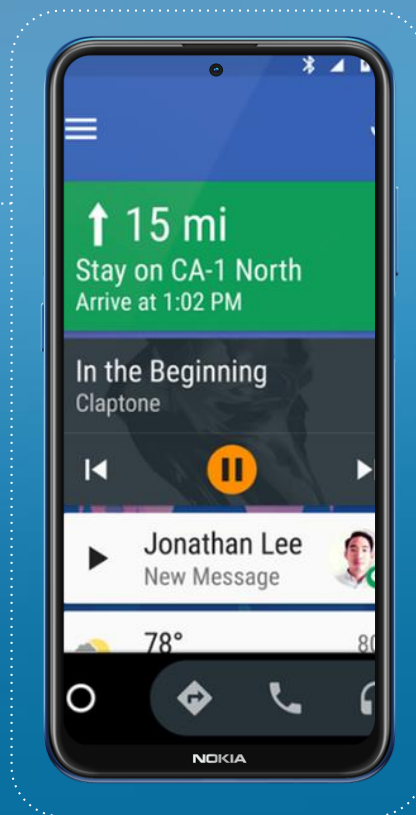 15 mi
Stay on CA-1 North
Arrive at 1:02 PM
In the Beginning
Claptone
Jonathan Lee
New Message
78°
80
NOKIA